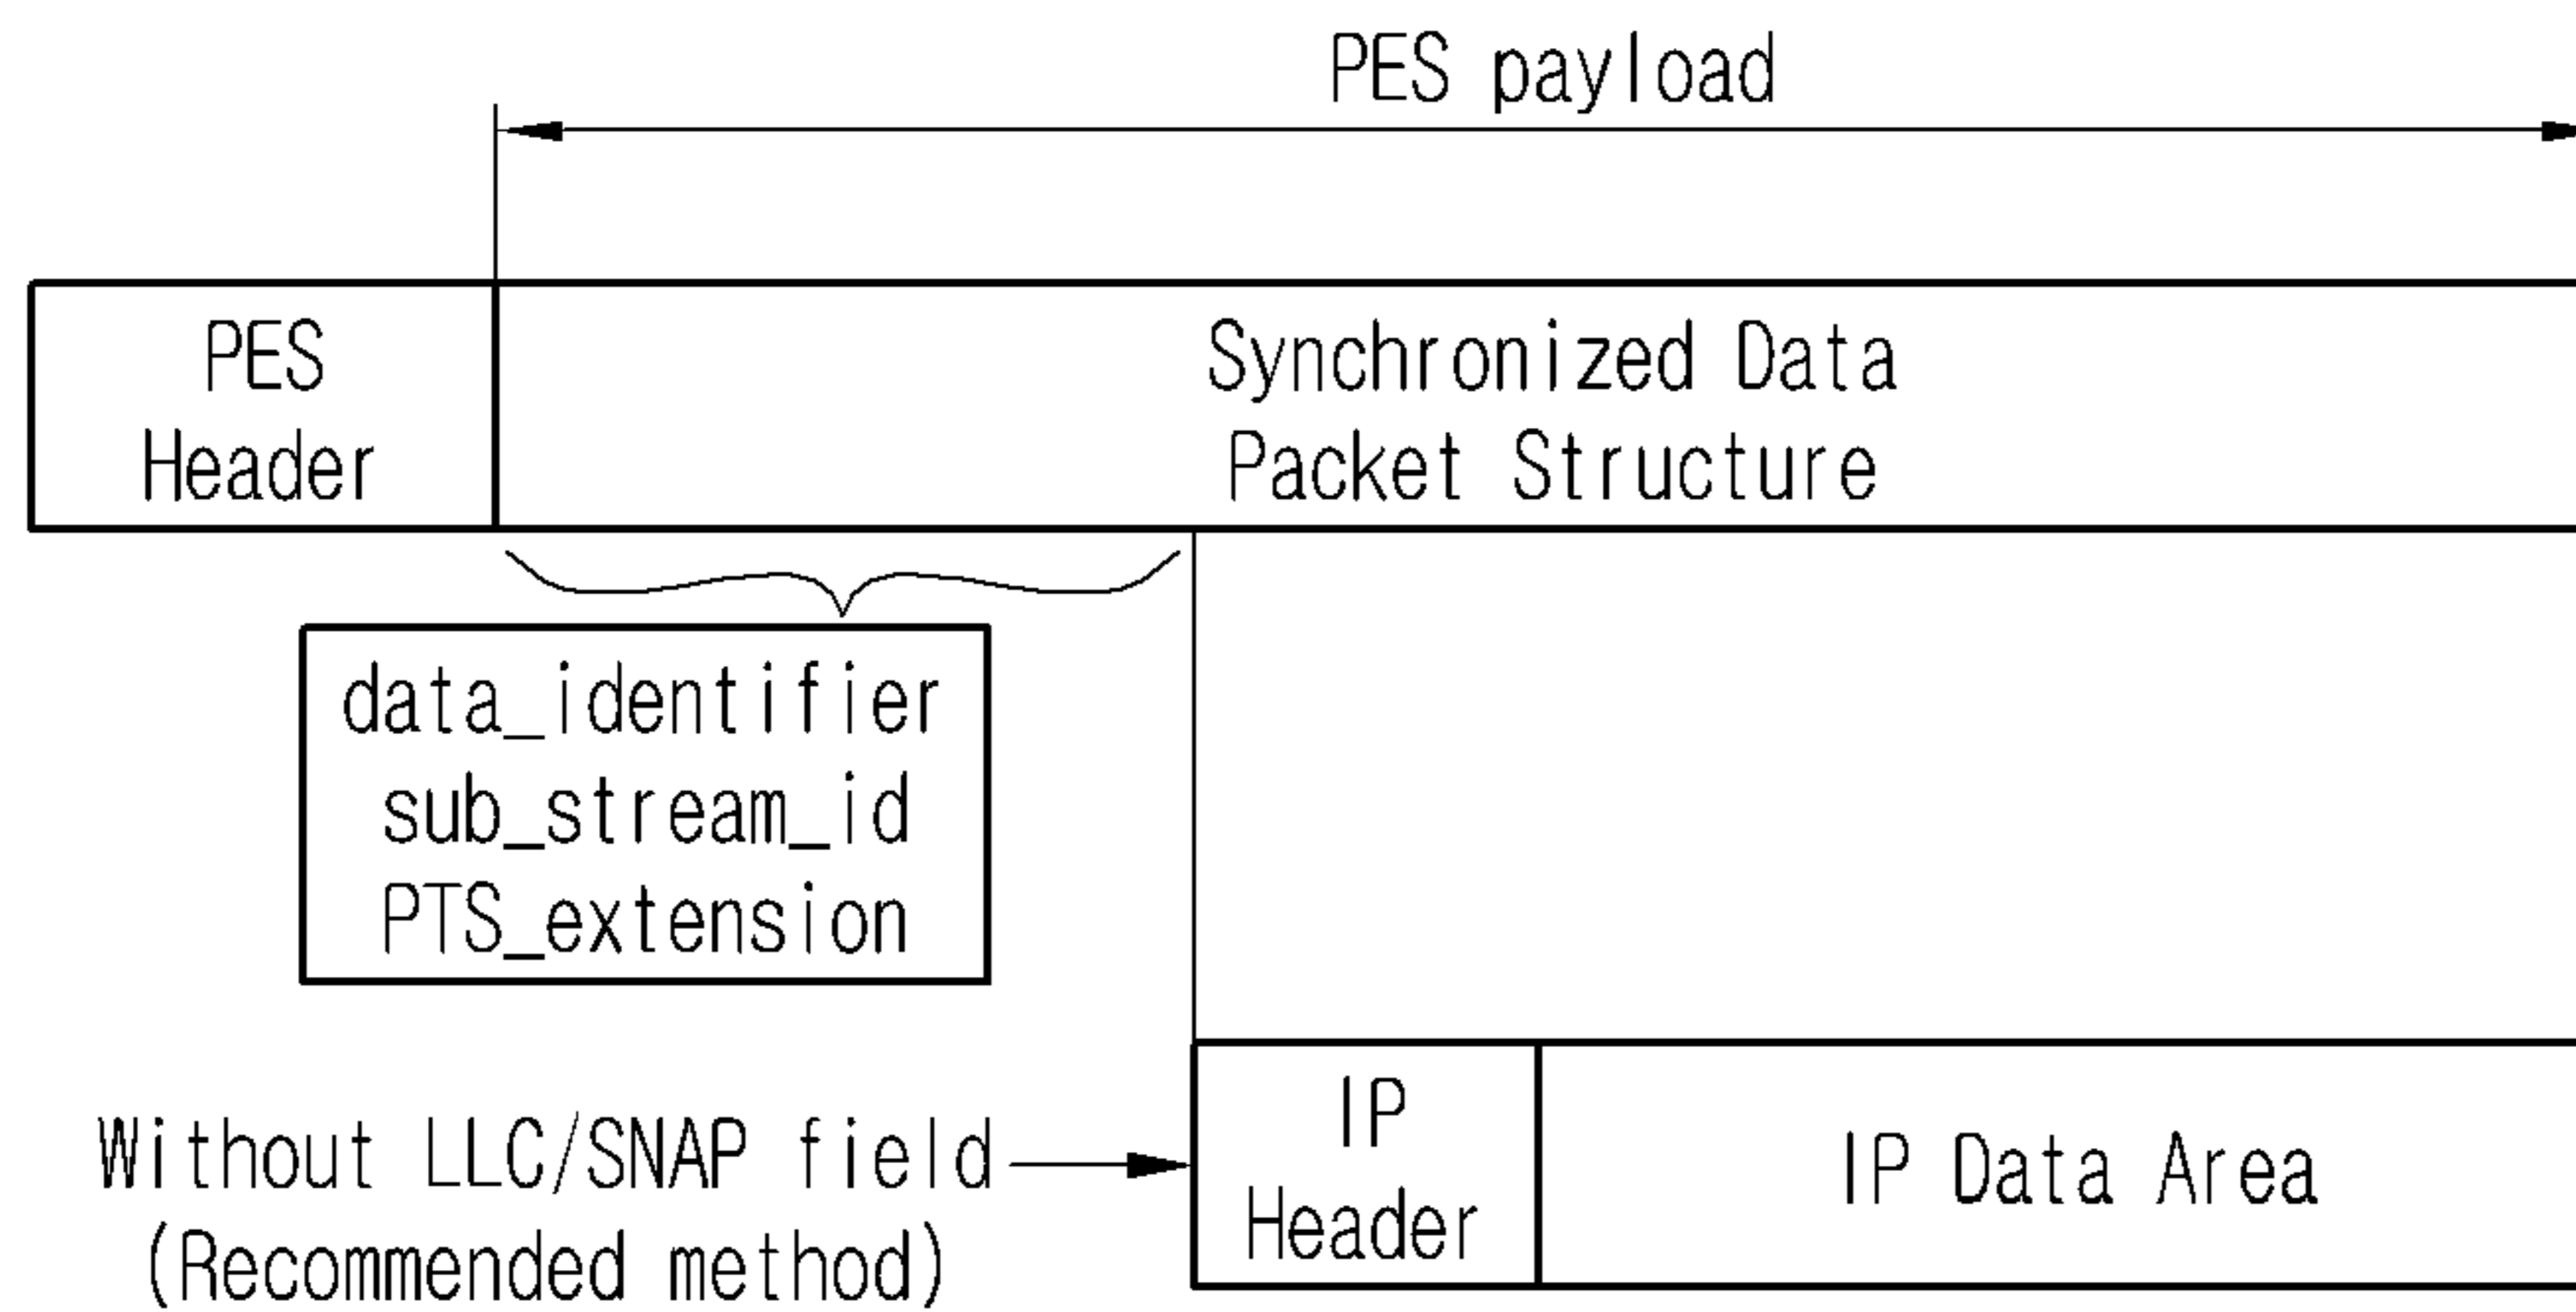 PES payload
PES
Header
Synchronized Data
Packet Structure
data_identifier
sub_stream_id
PTS_extension
Without LLC/SNAP field
(Recommended method)
IP
Header
IP Data Area